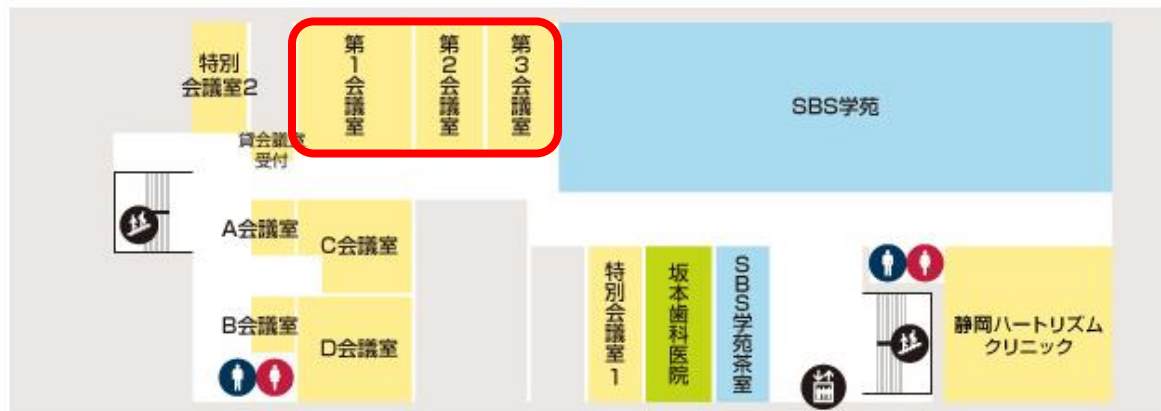 特別
会議室2
第1会議室
第2会議室
第3会議室
SBS学苑
貸会議室
受付
A会議室
C会議室
B会議室
D会議室
特別会議室1
坂本歯科医院
SBS学苑茶室
静岡ハートリズム
クリニック